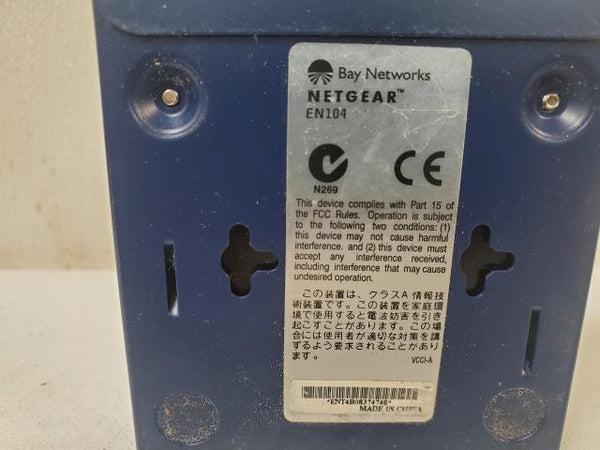 Bay Networks
NETGEAR™
EN104
N269
This device complies with Part 15 of
the FCC Rules. Operation is subject
to the following two conditions: (1)
this device may not cause harmful
interference. and (2) this device must
accept any interference received,
including interference that may cause
undesired operation.
この装置は、クラスA 情報技
術装置です。この装置を家庭環
境で使用すると電波妨害を引き
起こすことがあります。この場
合には使用者が適切な対策を講
ずるよう要求されることがあり
ます。
VCCI-A
MADE IN CHINA